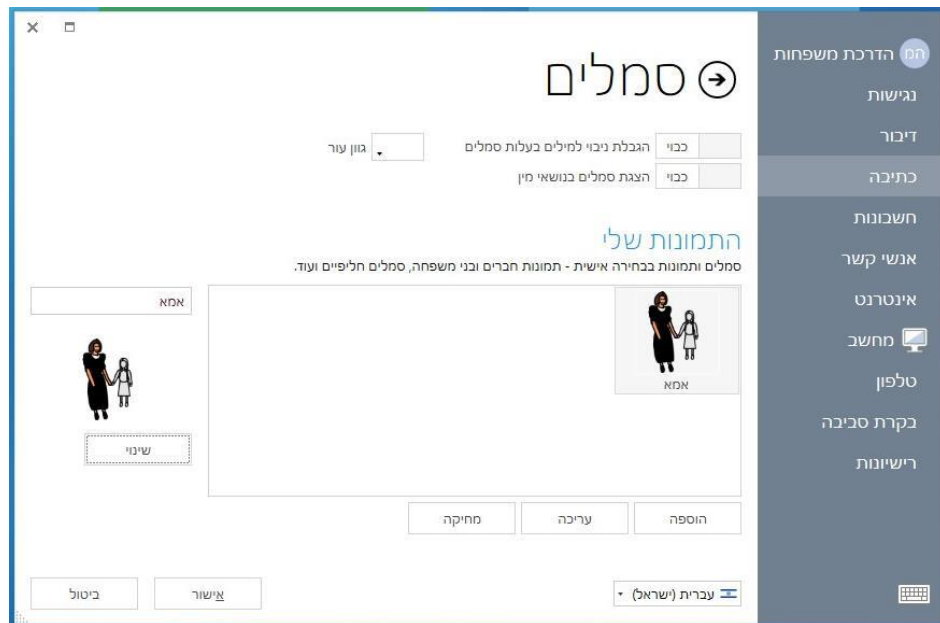 המ הדרכת משפחות
נגישות
דיבור
כתיבה
חשבונות
אנשי קשר
אינטרנט
מחשב
טלפון
בקרת סביבה
רישיונות
סמלים
כבוי הגבלת ניבוי למילים בעלות סמלים
גוון עור
כבוי הצגת סמלים בנושאי מין
התמונות שלי
סמלים ותמונות בבחירה אישית - תמונות חברים ובני משפחה, סמלים חליפיים ועוד.
אמא
אמא
שינוי
הוספה עריכה מחיקה
עברית (ישראל)
אישור ביטול